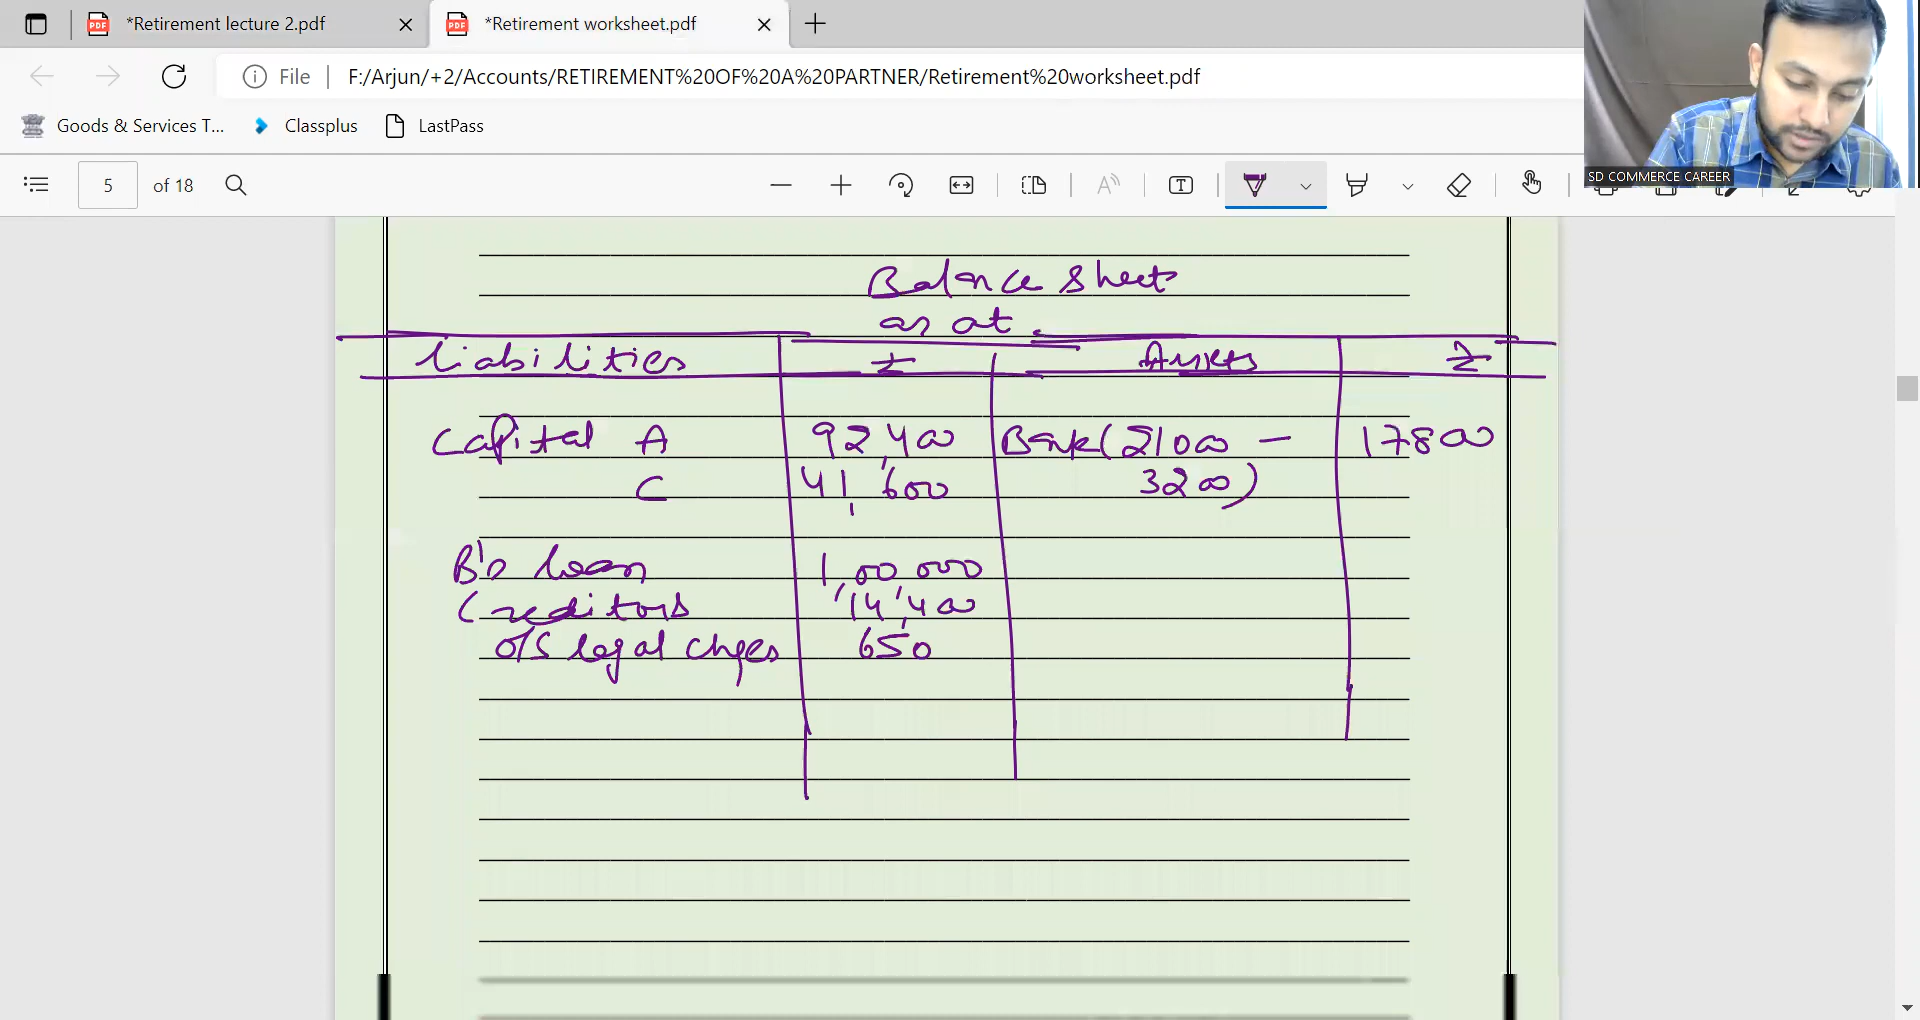 *Retirement lecture 2.pdf
*Retirement worksheet.pdf
File F:/Arjun/+2/Accounts/RETIREMENT%20OF%20A%20PARTNER/Retirement%20worksheet.pdf
Goods & Services T... Classplus LastPass
SD COMMERCE CAREER
5 of 18
Balance Sheet
as at
Liabilities ₹ Assets ₹
Capital A 92,400 Bank (21000 - 17800
C 41,600 3200)
B's loan 1,00,000
Creditors 14,400
O/S legal chges 650